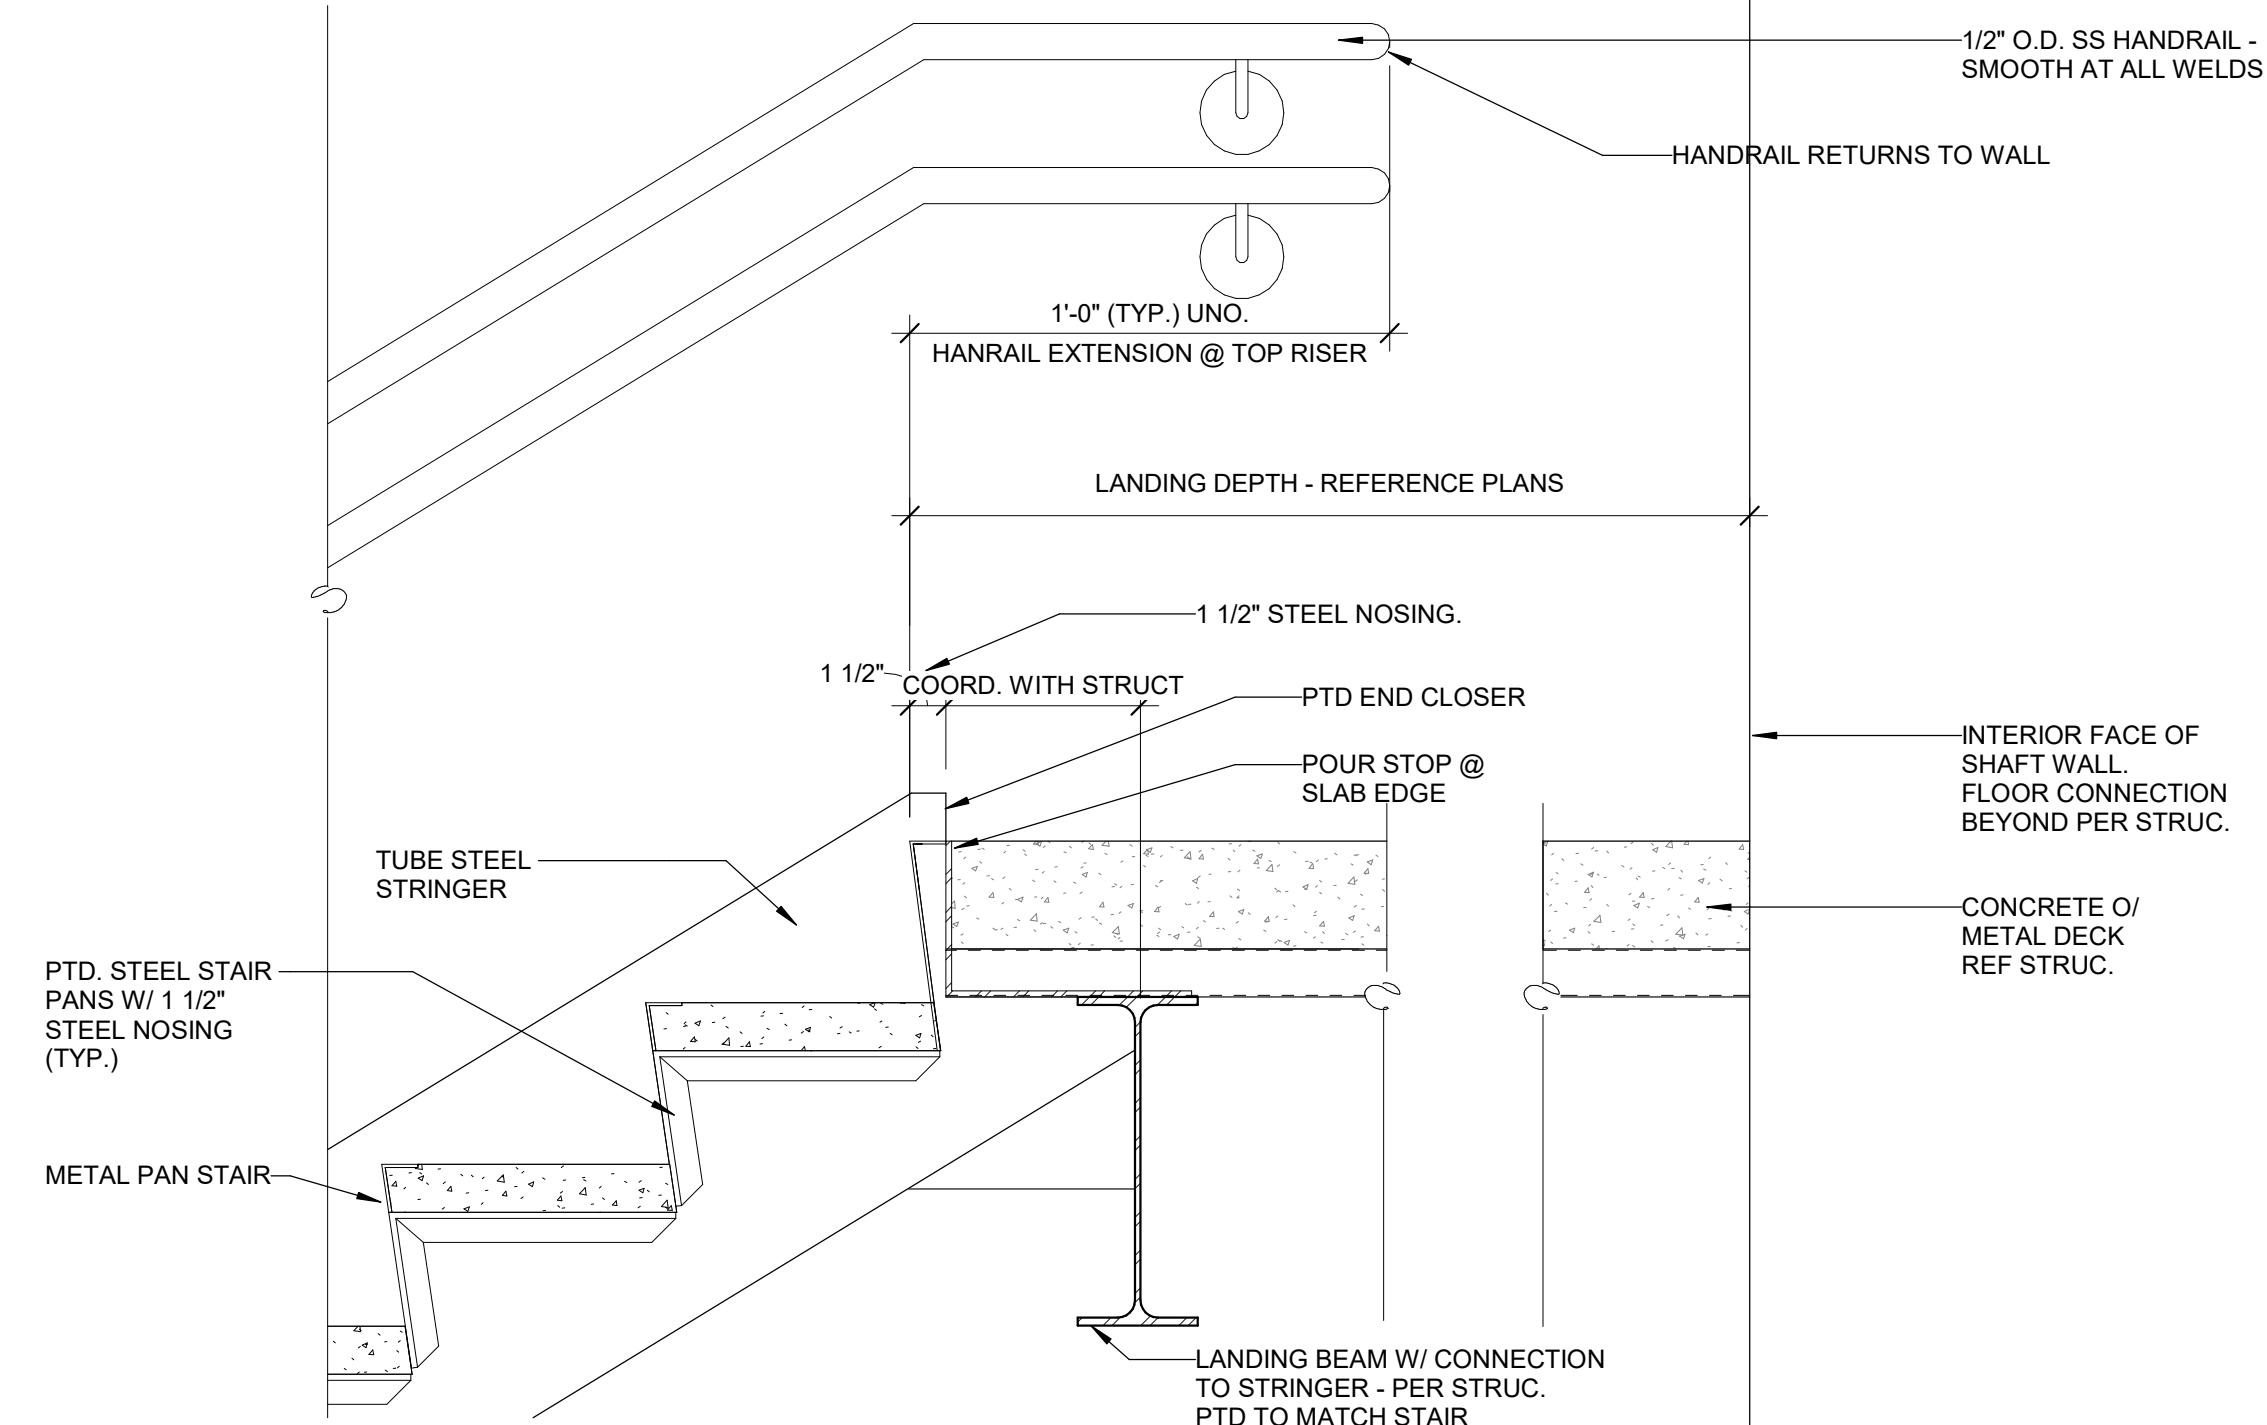 1/2" O.D. SS HANDRAIL -
SMOOTH AT ALL WELDS
HANDRAIL RETURNS TO WALL
1'-0" (TYP.) UNO.
HANRAIL EXTENSION @ TOP RISER
LANDING DEPTH - REFERENCE PLANS
1 1/2" STEEL NOSING.
1 1/2"
COORD. WITH STRUCT
PTD END CLOSER
POUR STOP @
SLAB EDGE
INTERIOR FACE OF
SHAFT WALL.
FLOOR CONNECTION
BEYOND PER STRUC.
TUBE STEEL
STRINGER
CONCRETE O/
METAL DECK
REF STRUC.
PTD. STEEL STAIR
PANS W/ 1 1/2"
STEEL NOSING
(TYP.)
METAL PAN STAIR
LANDING BEAM W/ CONNECTION
TO STRINGER - PER STRUC.
PTD TO MATCH STAIR